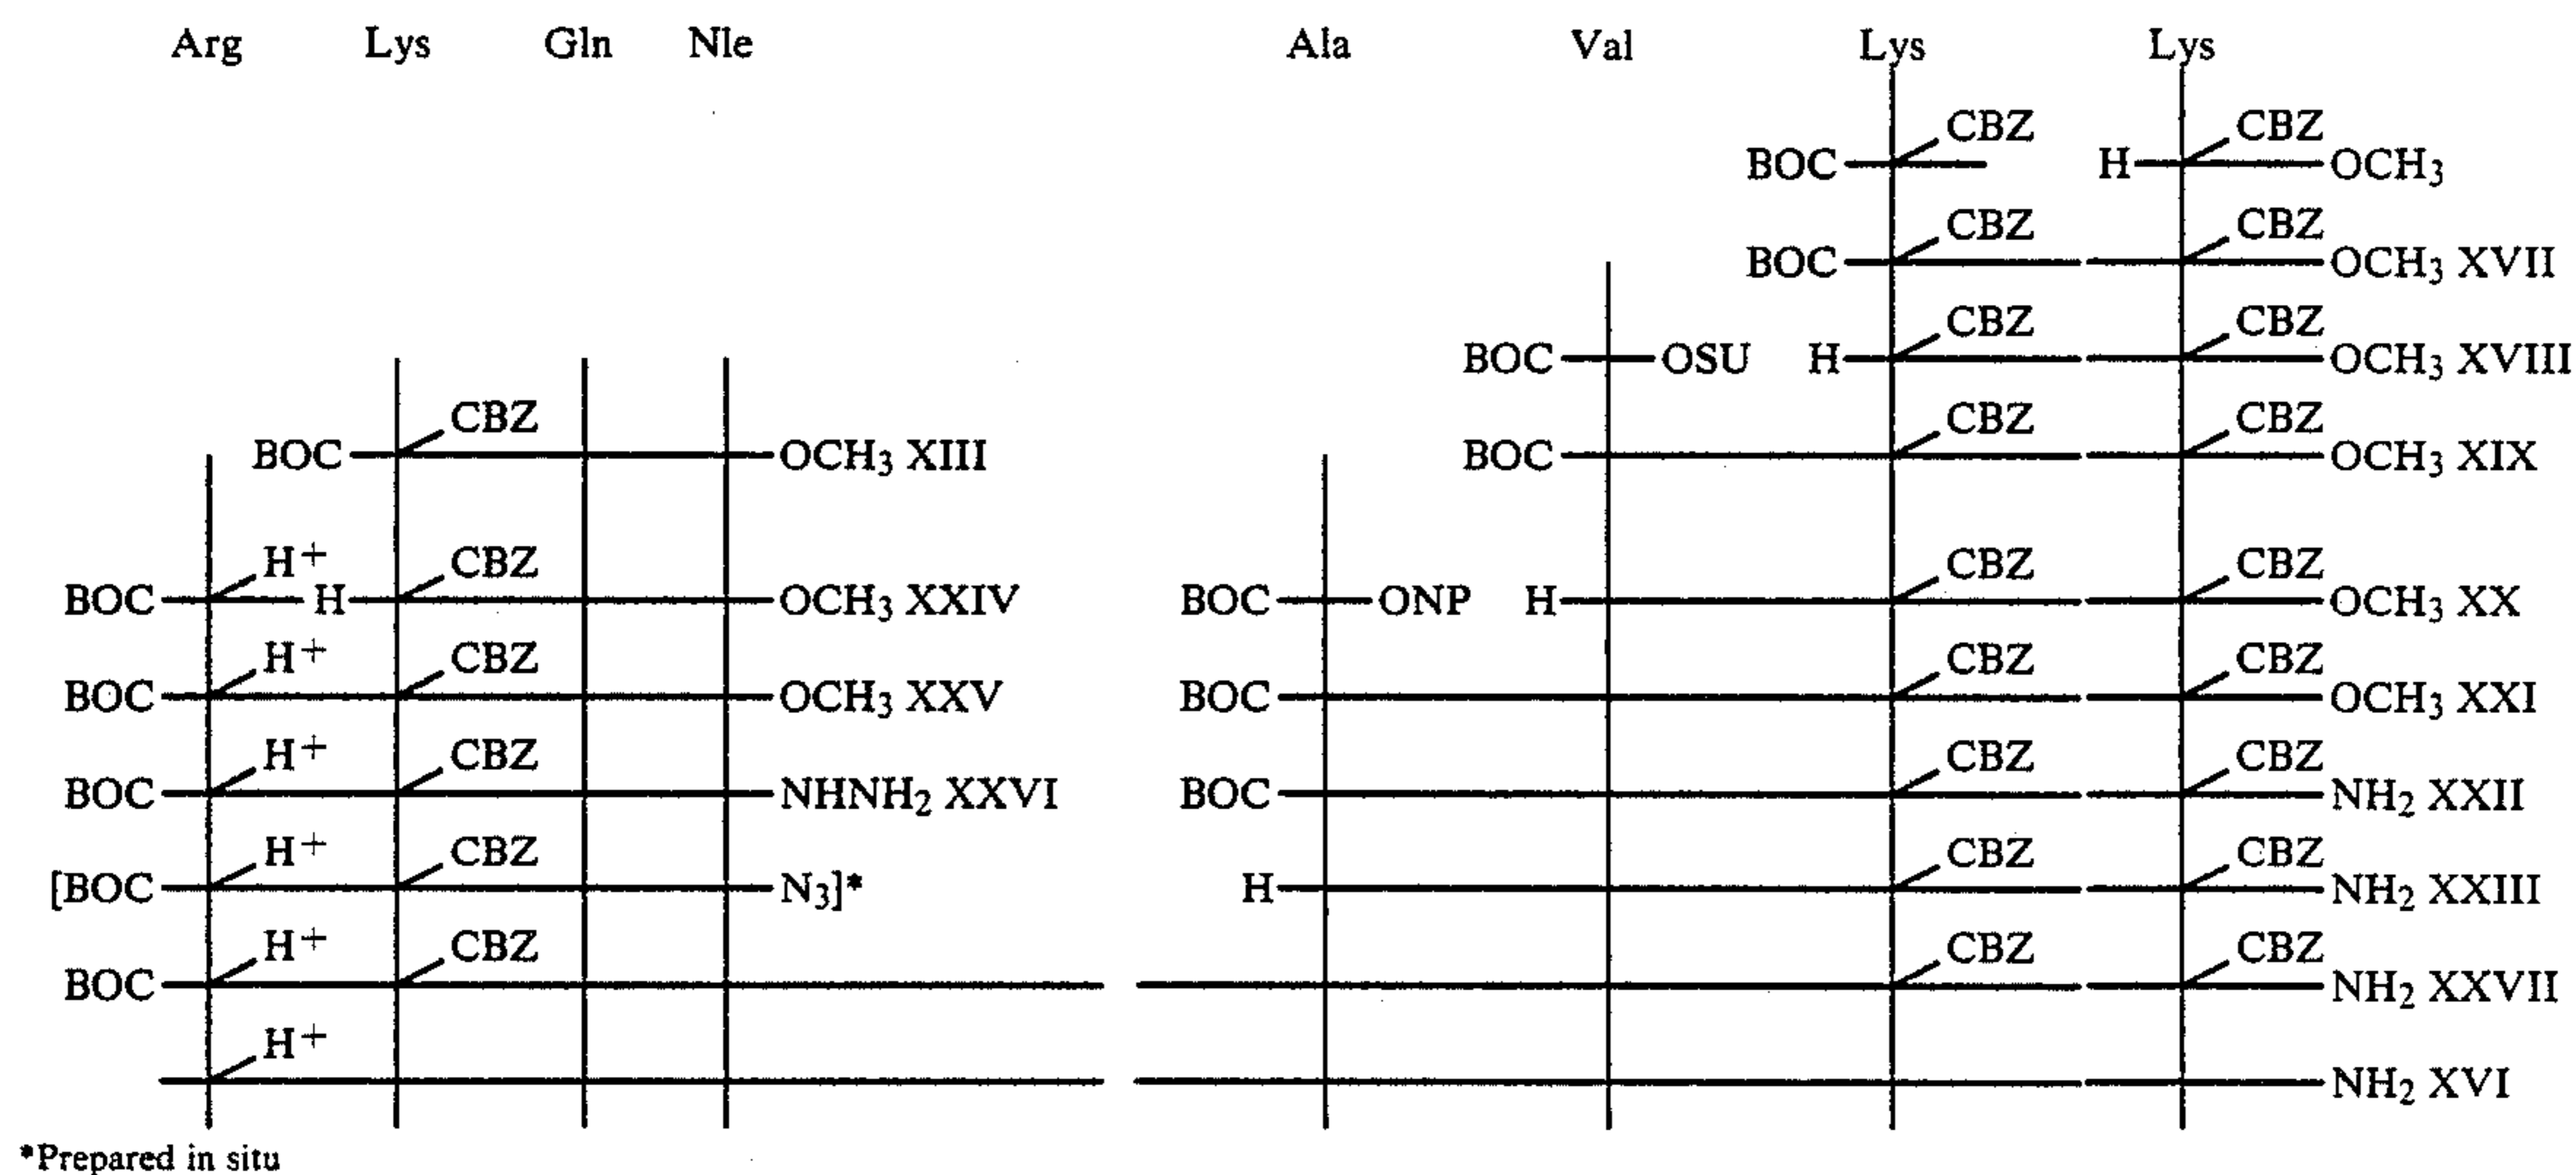 Arg Lys Gln Nle Ala Val Lys Lys
CBZ CBZ
BOC H OCH3
CBZ CBZ
BOC OCH3 XVII
CBZ CBZ
BOC OSU H OCH3 XVIII
CBZ CBZ CBZ
BOC OCH3 XIII BOC OCH3 XIX
H+ CBZ CBZ CBZ
BOC H OCH3 XXIV BOC ONP H OCH3 XX
H+ CBZ CBZ CBZ
BOC OCH3 XXV BOC OCH3 XXI
H+ CBZ CBZ CBZ
BOC NHNH2 XXVI BOC NH2 XXII
H+ CBZ CBZ CBZ
[BOC N3]* H NH2 XXIII
H+ CBZ CBZ CBZ
BOC NH2 XXVII
H+
NH2 XVI
*Prepared in situ